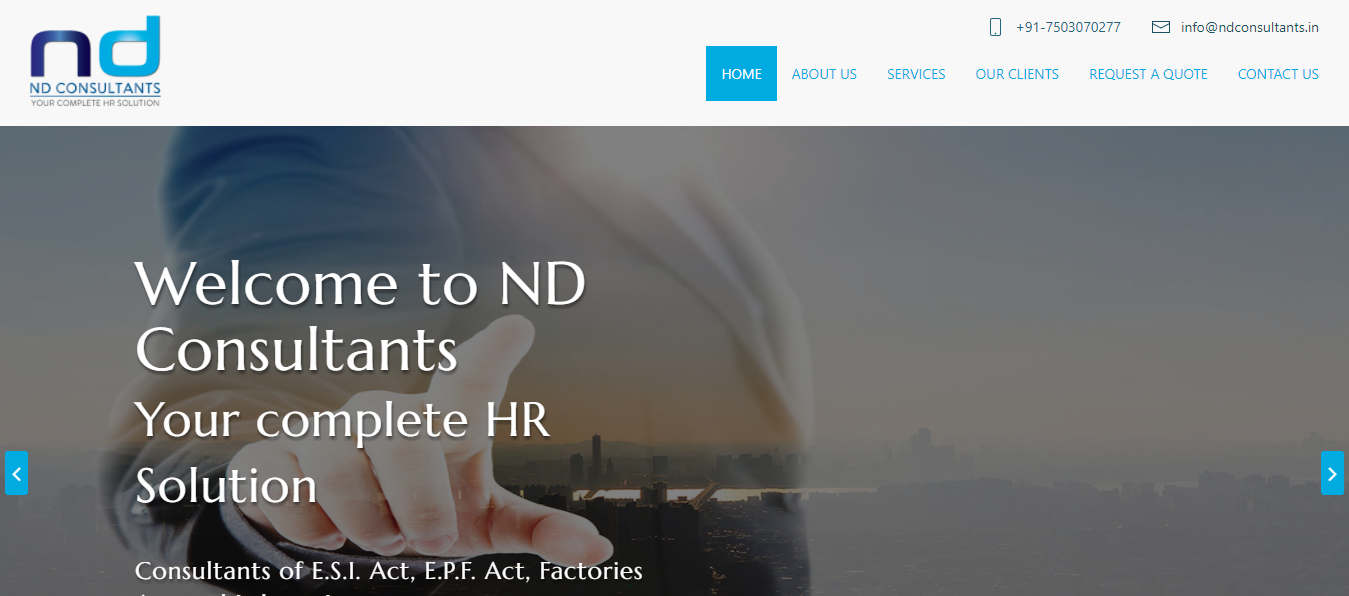 nd
ND CONSULTANTS
YOUR COMPLETE HR SOLUTION
+91-7503070277 info@ndconsultants.in
HOME ABOUT US SERVICES OUR CLIENTS REQUEST A QUOTE CONTACT US
Welcome to ND
Consultants
Your complete HR
Solution
Consultants of E.S.I. Act, E.P.F. Act, Factories